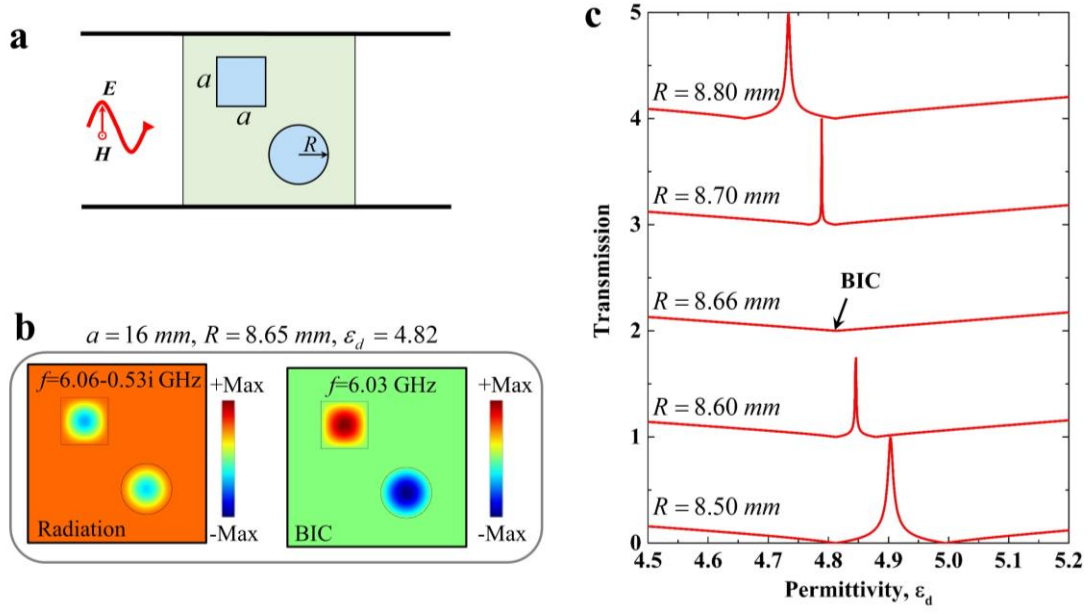 a
E
H
a
a
R
b
a = 16 mm, R = 8.65 mm, ε_d = 4.82
f=6.06-0.53i GHz
+Max
-Max
Radiation
f=6.03 GHz
+Max
-Max
BIC
c
Transmission
5
4
3
2
1
0
R = 8.80 mm
R = 8.70 mm
BIC
R = 8.66 mm
R = 8.60 mm
R = 8.50 mm
4.5 4.6 4.7 4.8 4.9 5.0 5.1 5.2
Permittivity, ε_d